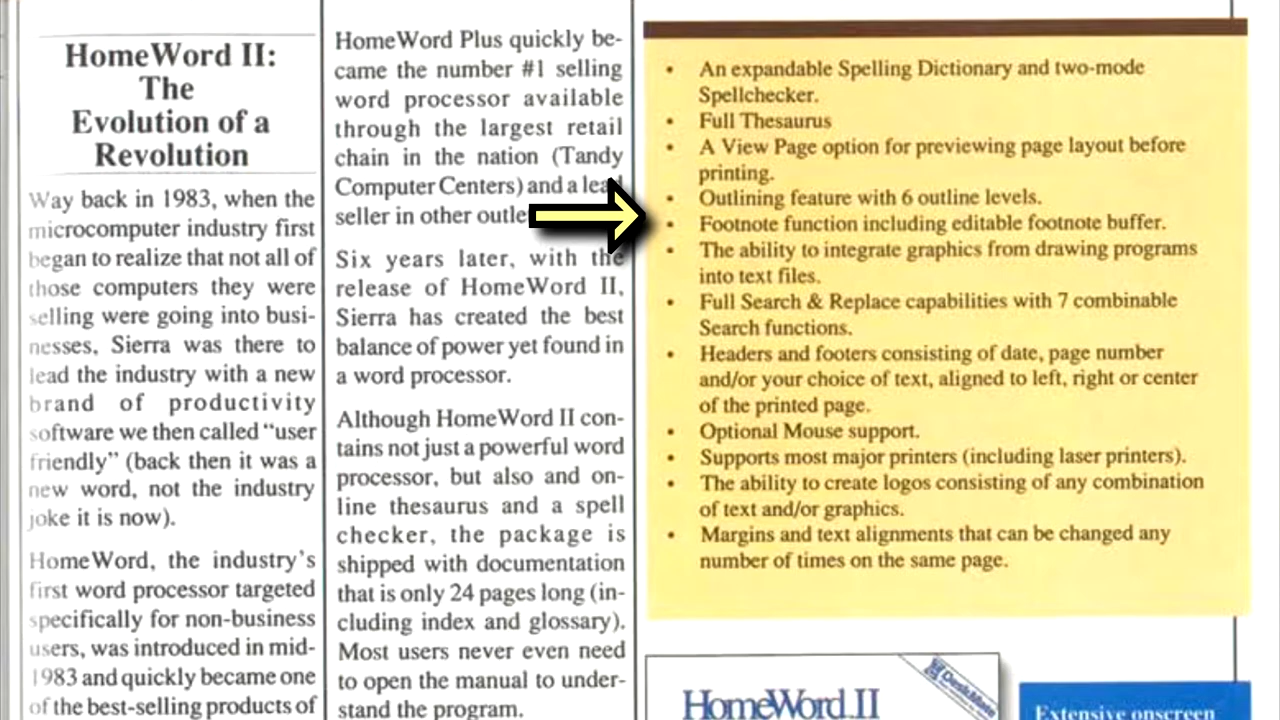 HomeWord II:
The
Evolution of a
Revolution
Way back in 1983, when the
microcomputer industry first
began to realize that not all of
those computers they were
selling were going into busi-
nesses, Sierra was there to
lead the industry with a new
brand of productivity
software we then called “user
friendly” (back then it was a
new word, not the industry
joke it is now).
HomeWord, the industry’s
first word processor targeted
specifically for non-business
users, was introduced in mid-
1983 and quickly became one
of the best-selling products of
HomeWord Plus quickly be-
came the number #1 selling
word processor available
through the largest retail
chain in the nation (Tandy
Computer Centers) and a lead
seller in other
Six years later, with the
release of HomeWord II,
Sierra has created the best
balance of power yet found in
a word processor.
Although HomeWord II con-
tains not just a powerful word
processor, but also and on-
line thesaurus and a spell
checker, the package is
shipped with documentation
that is only 24 pages long (in-
cluding index and glossary).
Most users never even need
to open the manual to under-
stand the program.
• An expandable Spelling Dictionary and two-mode
Spellchecker.
• Full Thesaurus
• A View Page option for previewing page layout before
printing.
• Outlining feature with 6 outline levels.
• Footnote function including editable footnote buffer.
• The ability to integrate graphics from drawing programs
into text files.
• Full Search & Replace capabilities with 7 combinable
Search functions.
• Headers and footers consisting of date, page number
and/or your choice of text, aligned to left, right or center
of the printed page.
• Optional Mouse support.
• Supports most major printers (including laser printers).
• The ability to create logos consisting of any combination
of text and/or graphics.
• Margins and text alignments that can be changed any
number of times on the same page.
DeskMate
HomeWord II
Extensive onscreen